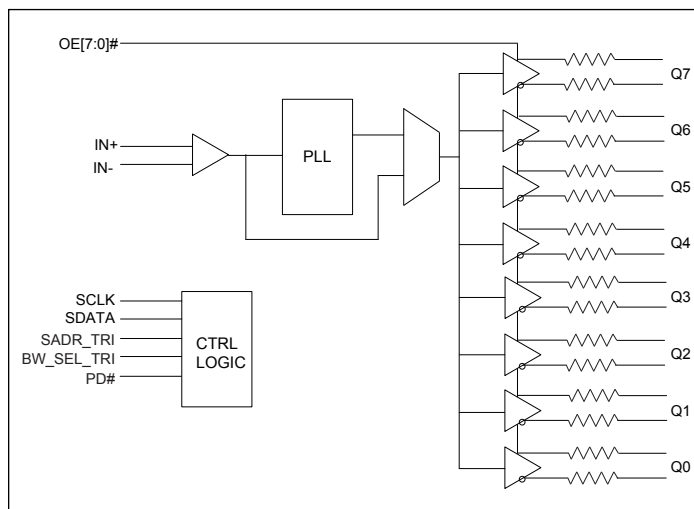 OE[7:0]#
Q7
Q6
IN+
IN-
PLL
Q5
Q4
SCLK
SDATA
SADR_TRI
BW_SEL_TRI
PD#
CTRL
LOGIC
Q3
Q2
Q1
Q0